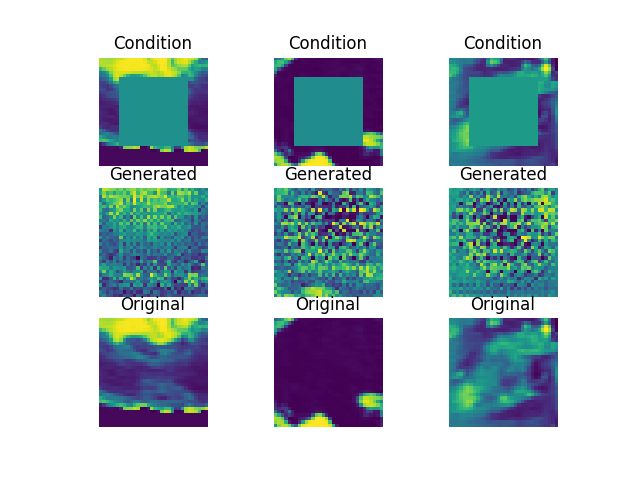 Condition Condition Condition
Generated Generated Generated
Original Original Original